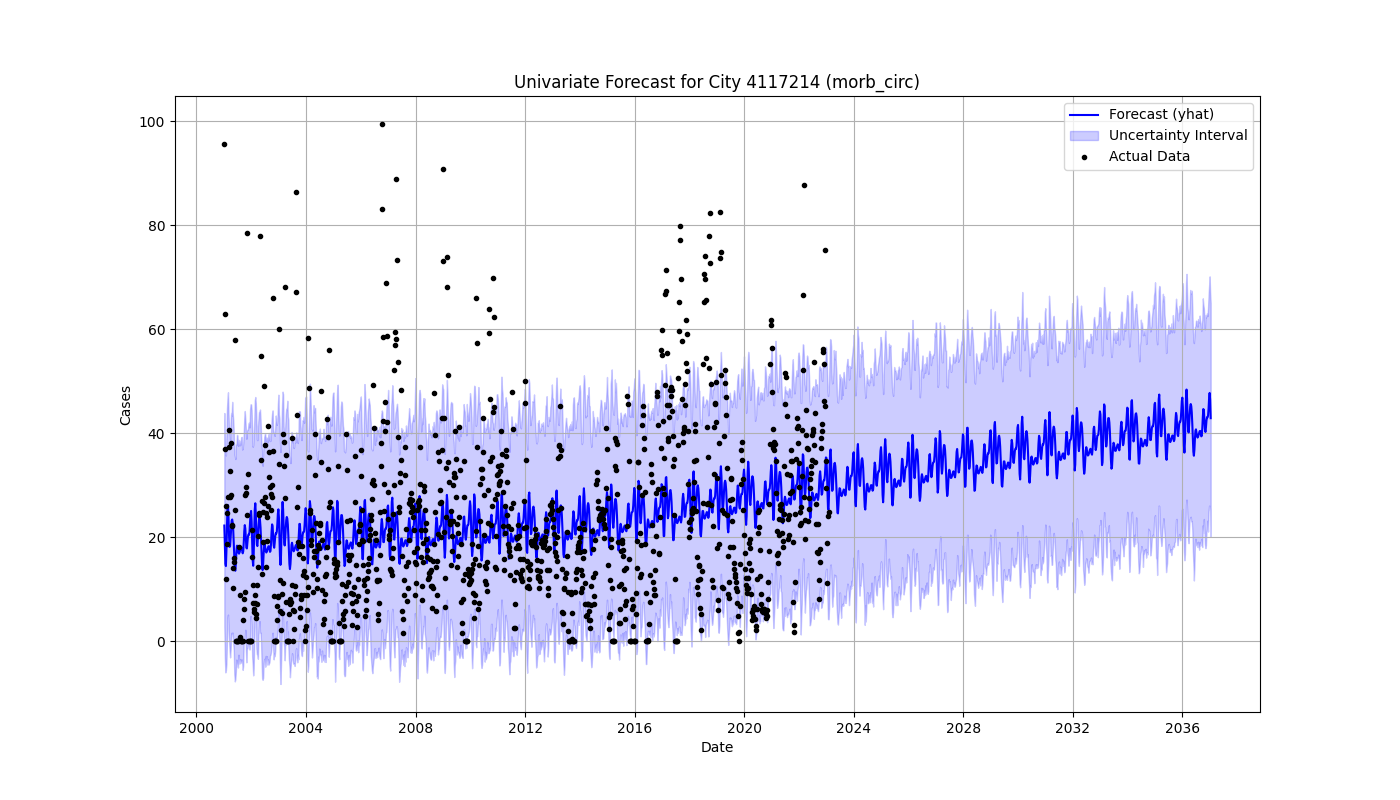 Univariate Forecast for City 4117214 (morb_circ)
Forecast (yhat)
Uncertainty Interval
Actual Data
Cases
100
80
60
40
20
0
2000 2004 2008 2012 2016 2020 2024 2028 2032 2036
Date